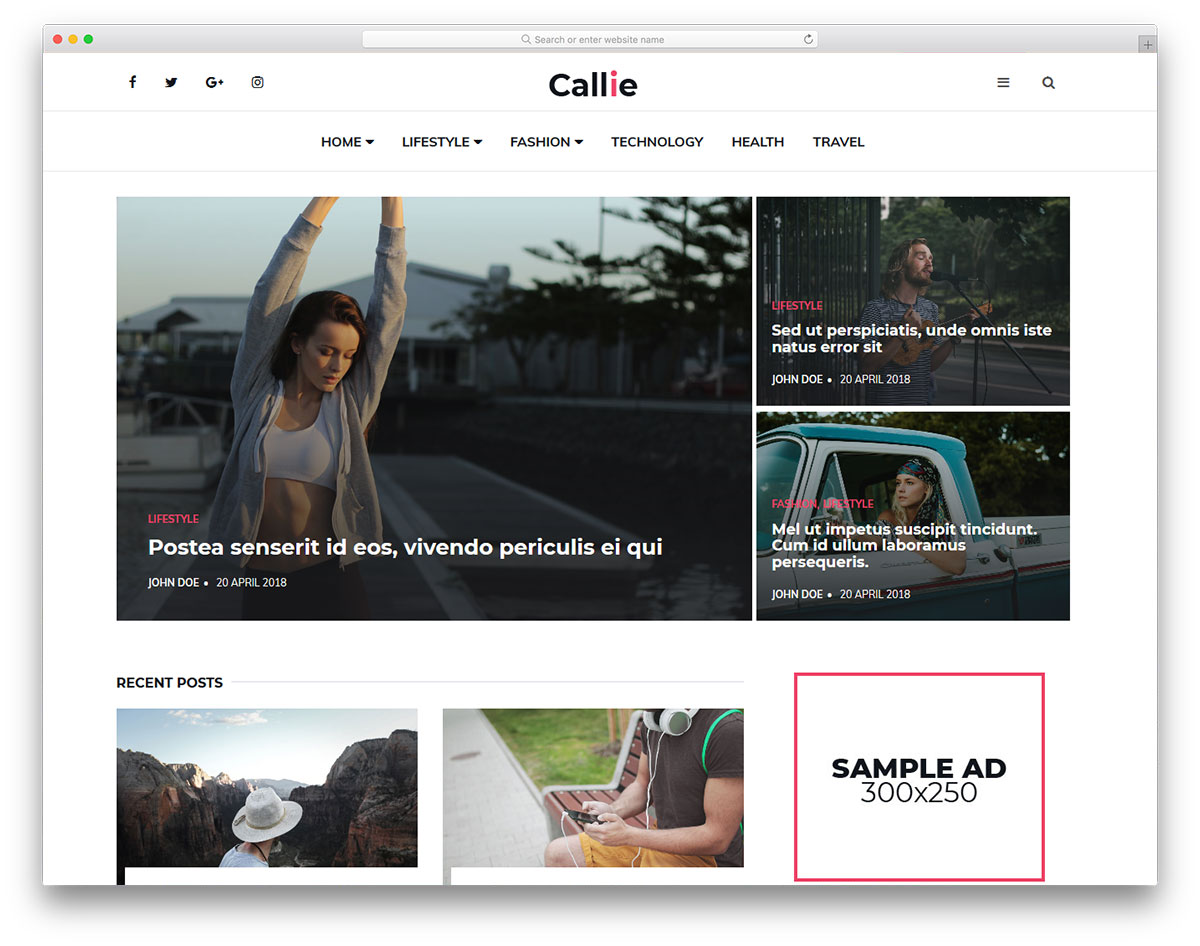 Search or enter website name
Callie
HOME
LIFESTYLE
FASHION
TECHNOLOGY
HEALTH
TRAVEL
LIFESTYLE
Postea senserit id eos, vivendo periculis ei qui
JOHN DOE • 20 APRIL 2018
LIFESTYLE
Sed ut perspiciatis, unde omnis iste
natus error sit
JOHN DOE • 20 APRIL 2018
FASHION, LIFESTYLE
Mel ut impetus suscipit tincidunt.
Cum id ullum laboramus
persequeris.
JOHN DOE • 20 APRIL 2018
RECENT POSTS
SAMPLE AD
300x250